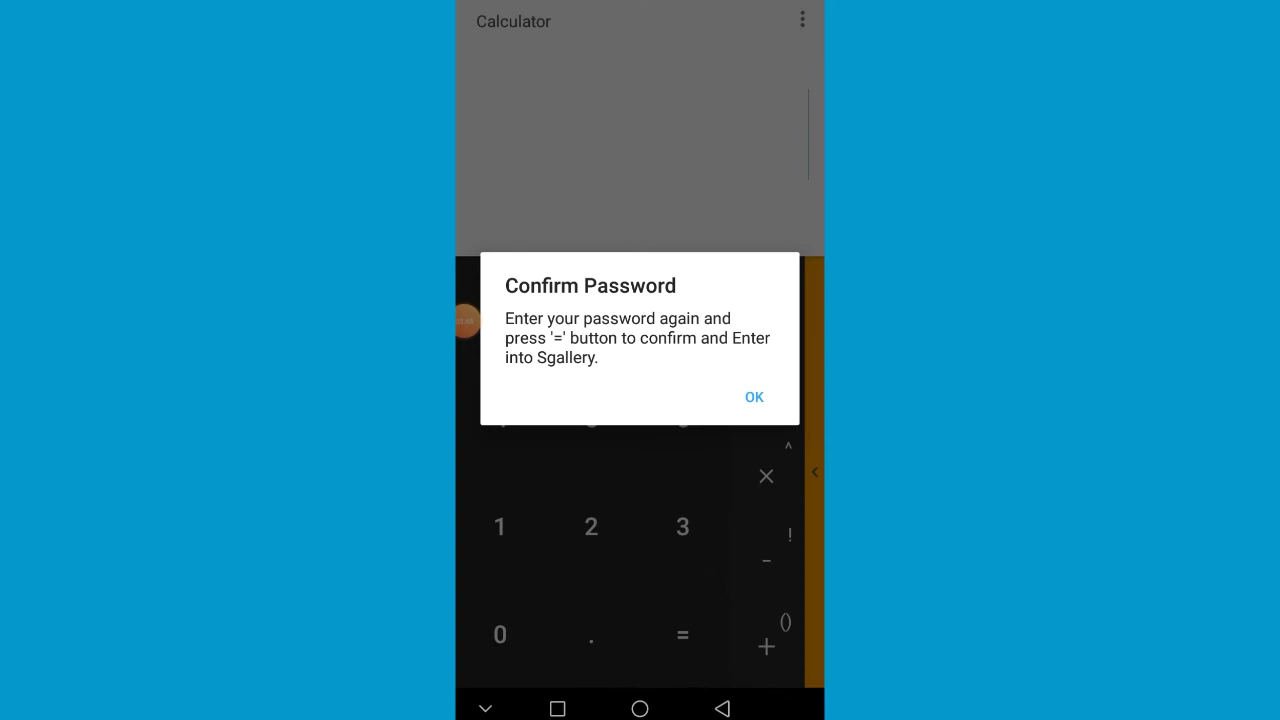 Calculator
Confirm Password
Enter your password again and
press '=' button to confirm and Enter
into Sgallery.
OK
^
×
<
1 2 3
!
−
()
0 . =
+